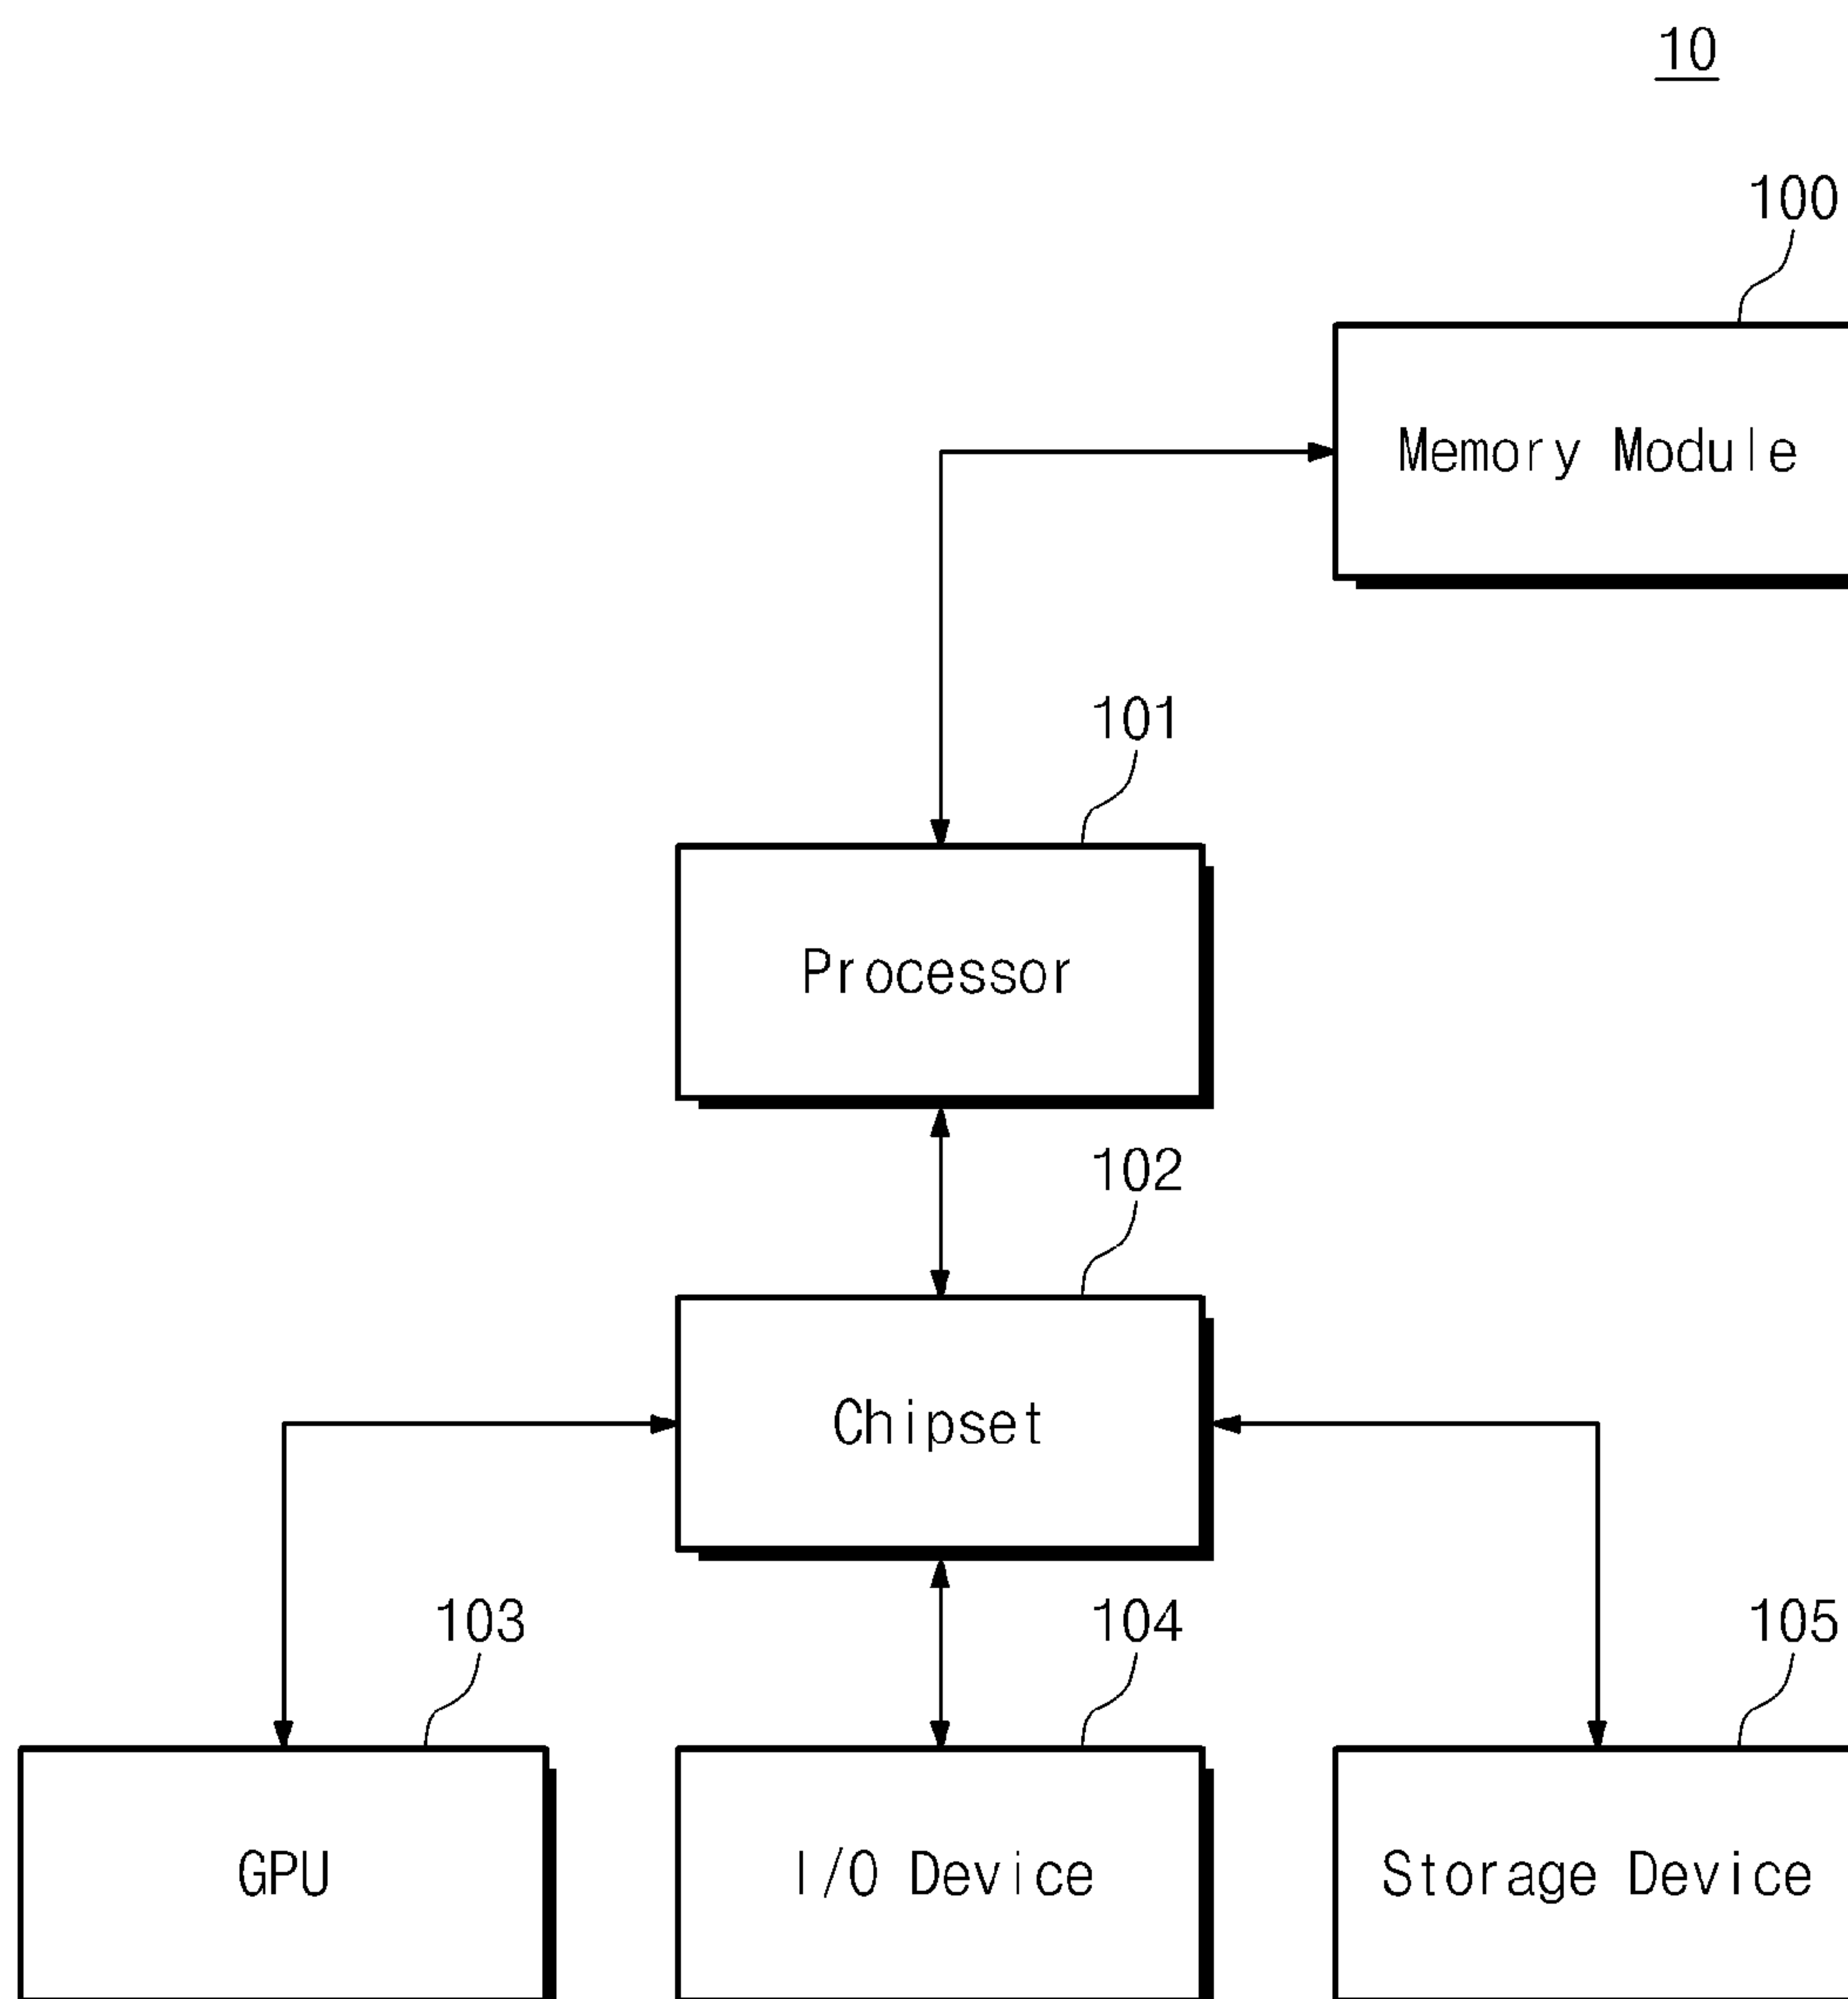 10
100
Memory Module
101
Processor
102
Chipset
103
104
105
GPU
I/O Device
Storage Device